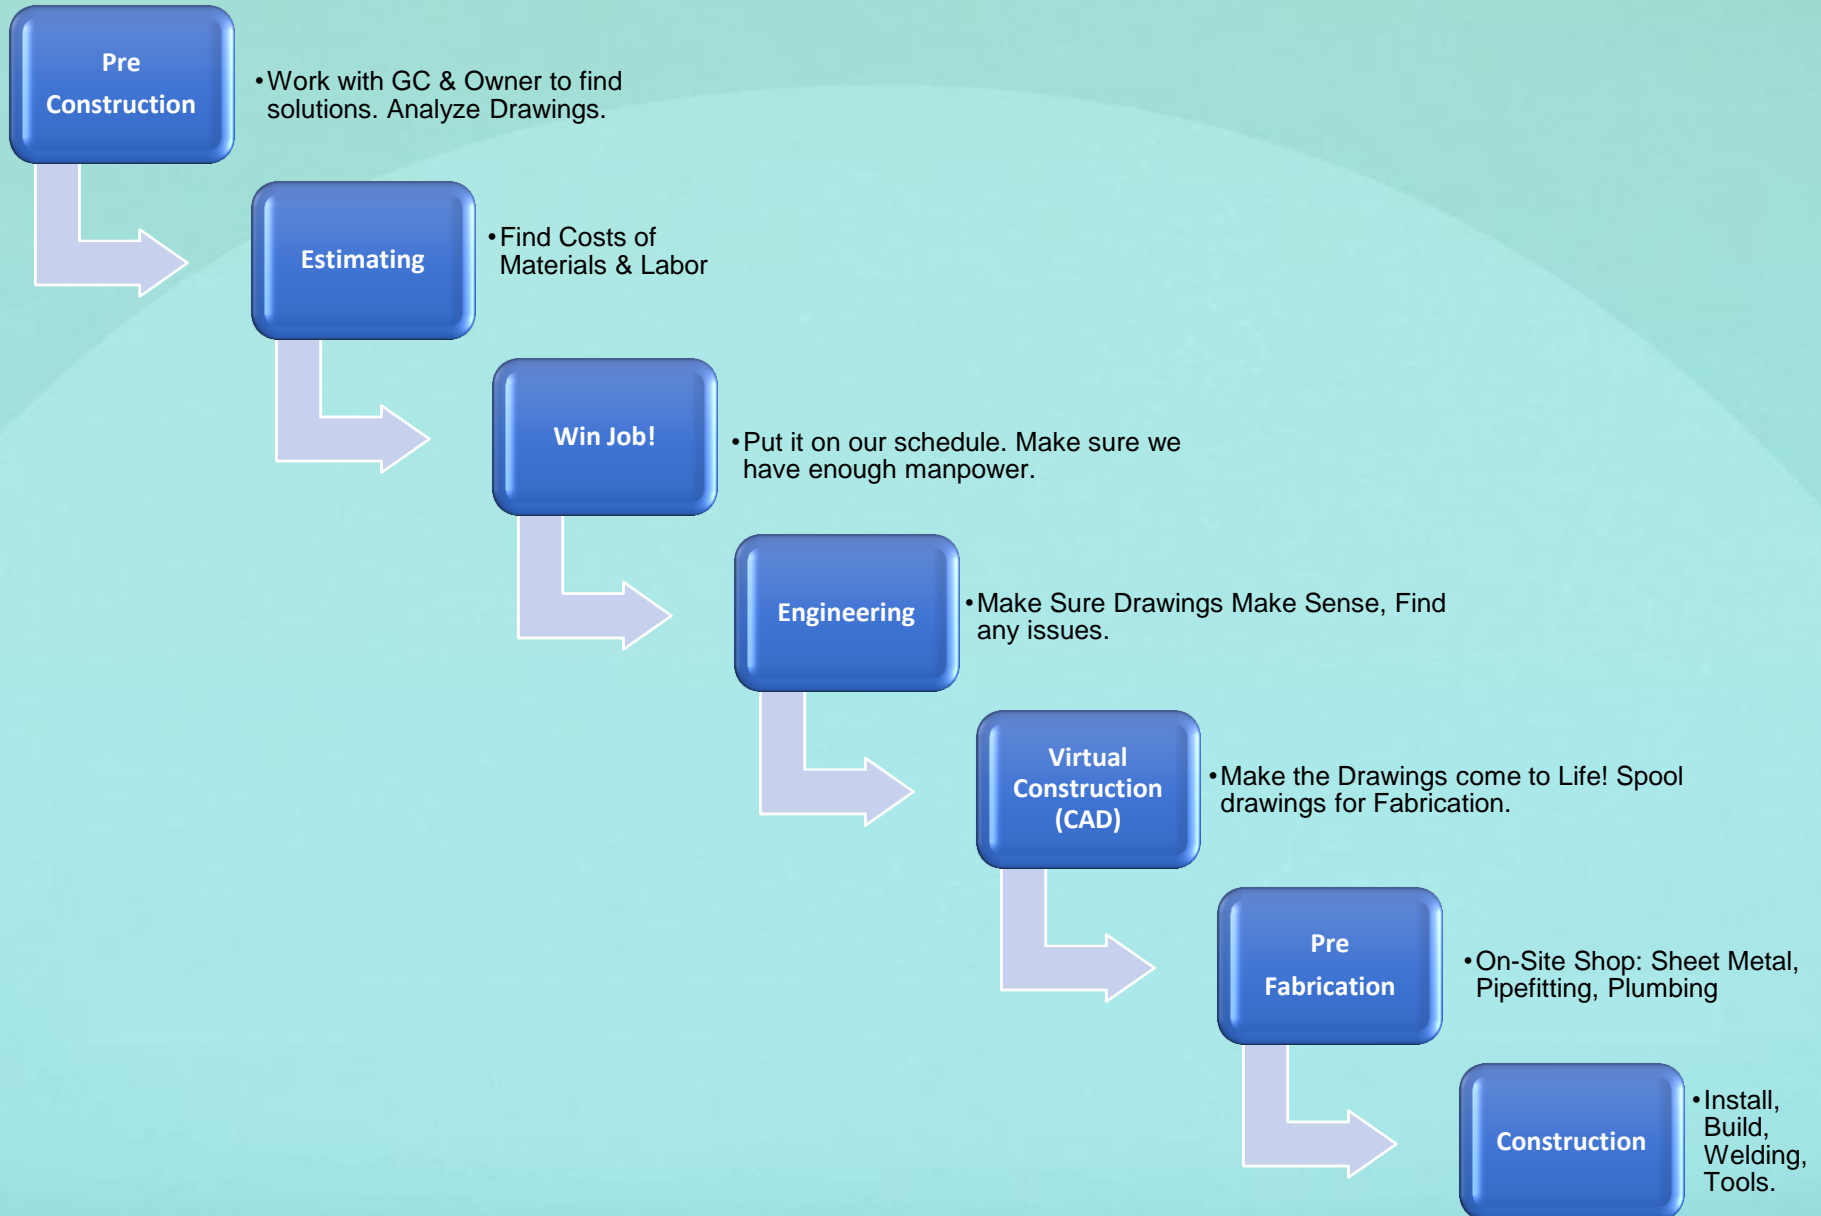 Pre
Construction
•Work with GC & Owner to find
solutions. Analyze Drawings.
Estimating
•Find Costs of
Materials & Labor
Win Job!
•Put it on our schedule. Make sure we
have enough manpower.
Engineering
•Make Sure Drawings Make Sense, Find
any issues.
Virtual
Construction
(CAD)
•Make the Drawings come to Life! Spool
drawings for Fabrication.
Pre
Fabrication
•On-Site Shop: Sheet Metal,
Pipefitting, Plumbing
Construction
•Install,
Build,
Welding,
Tools.